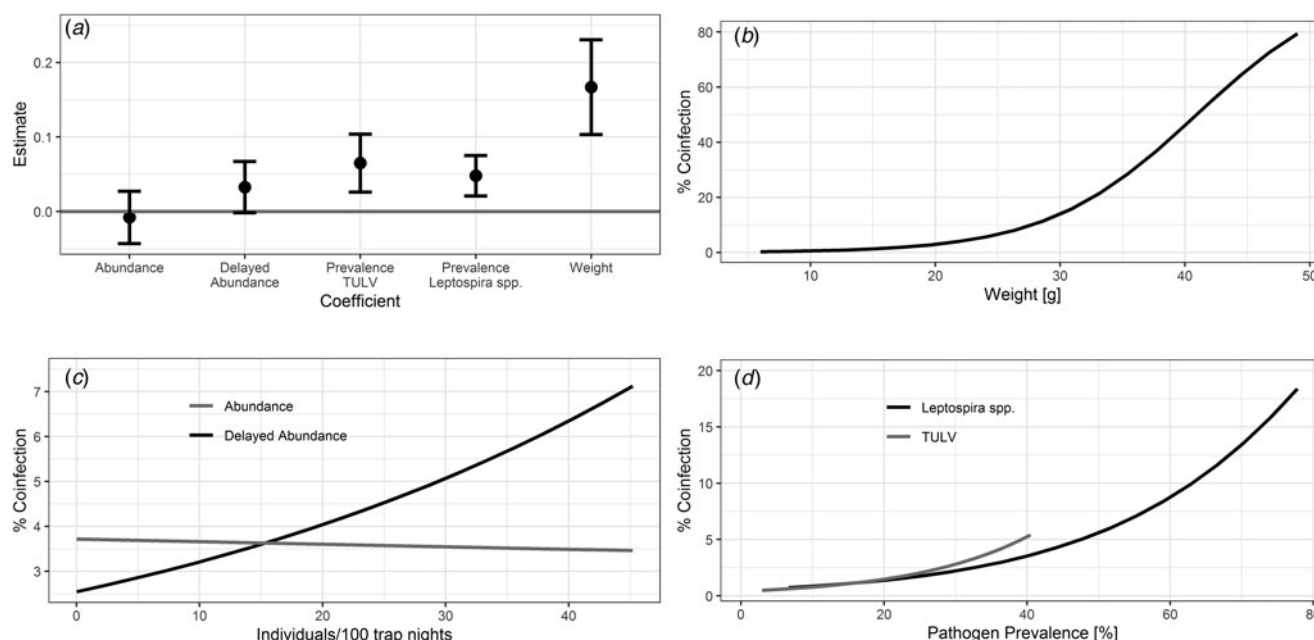 (a)
Estimate
0.2
0.1
0.0
Abundance
Delayed
Abundance
Prevalence
TULV
Prevalence
Leptospira spp.
Weight
Coefficient
(b)
% Coinfection
80
60
40
20
0
10
20
30
40
50
Weight [g]
(c)
% Coinfection
7
6
5
4
3
Abundance
Delayed Abundance
0
10
20
30
40
Individuals/100 trap nights
(d)
% Coinfection
20
15
10
5
0
Leptospira spp.
TULV
0
20
40
60
80
Pathogen Prevalence [%]